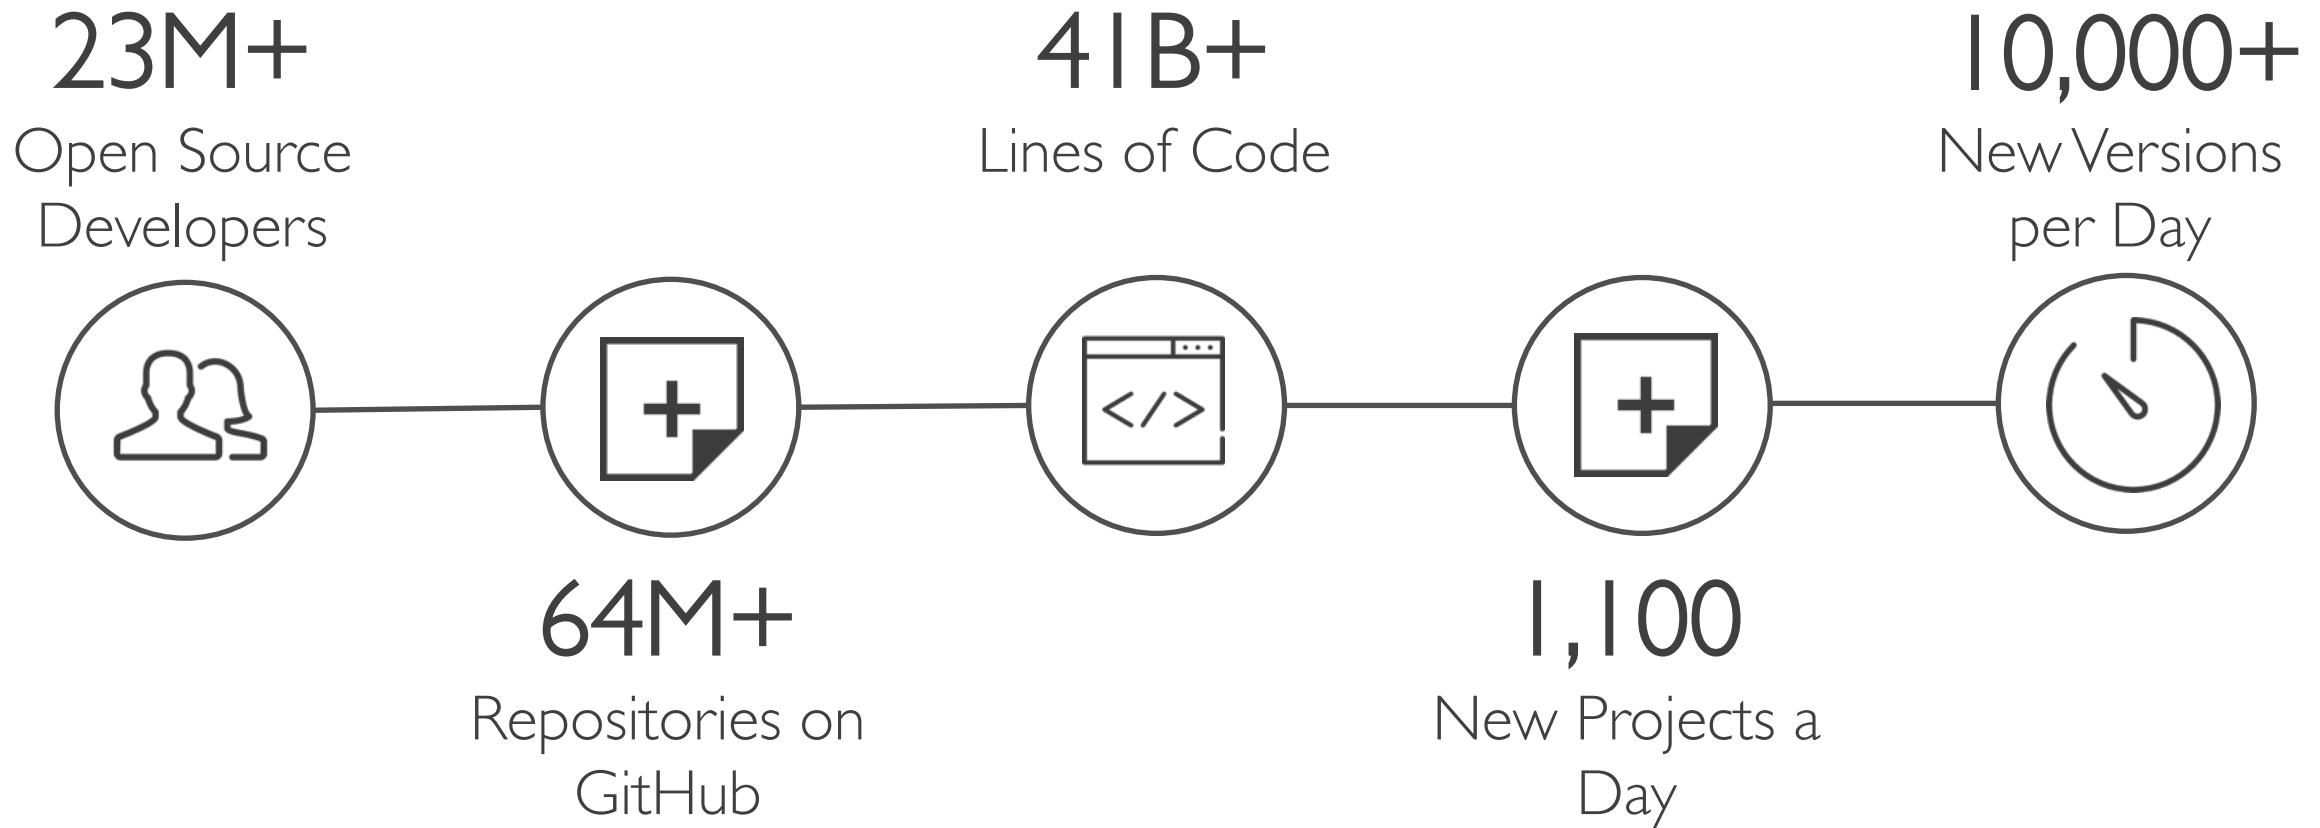 23M+
Open Source
Developers
64M+
Repositories on
GitHub
41B+
Lines of Code
</>
1,100
New Projects a
Day
10,000+
New Versions
per Day